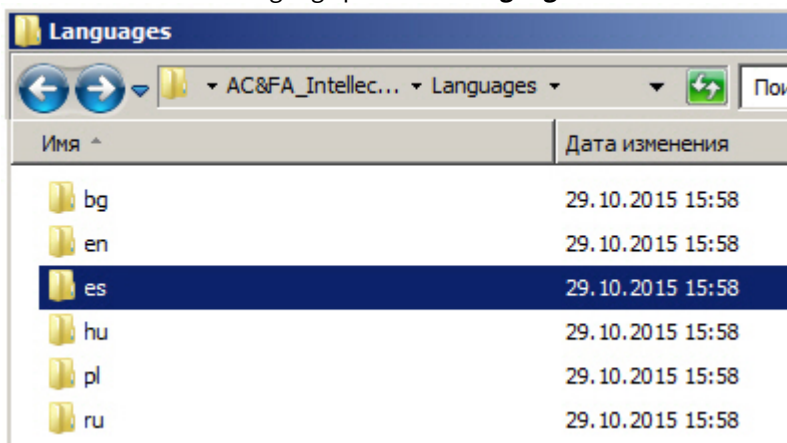 Languages
AC&FA_Intellec... Languages
Имя Дата изменения
bg 29.10.2015 15:58
en 29.10.2015 15:58
es 29.10.2015 15:58
hu 29.10.2015 15:58
pl 29.10.2015 15:58
ru 29.10.2015 15:58